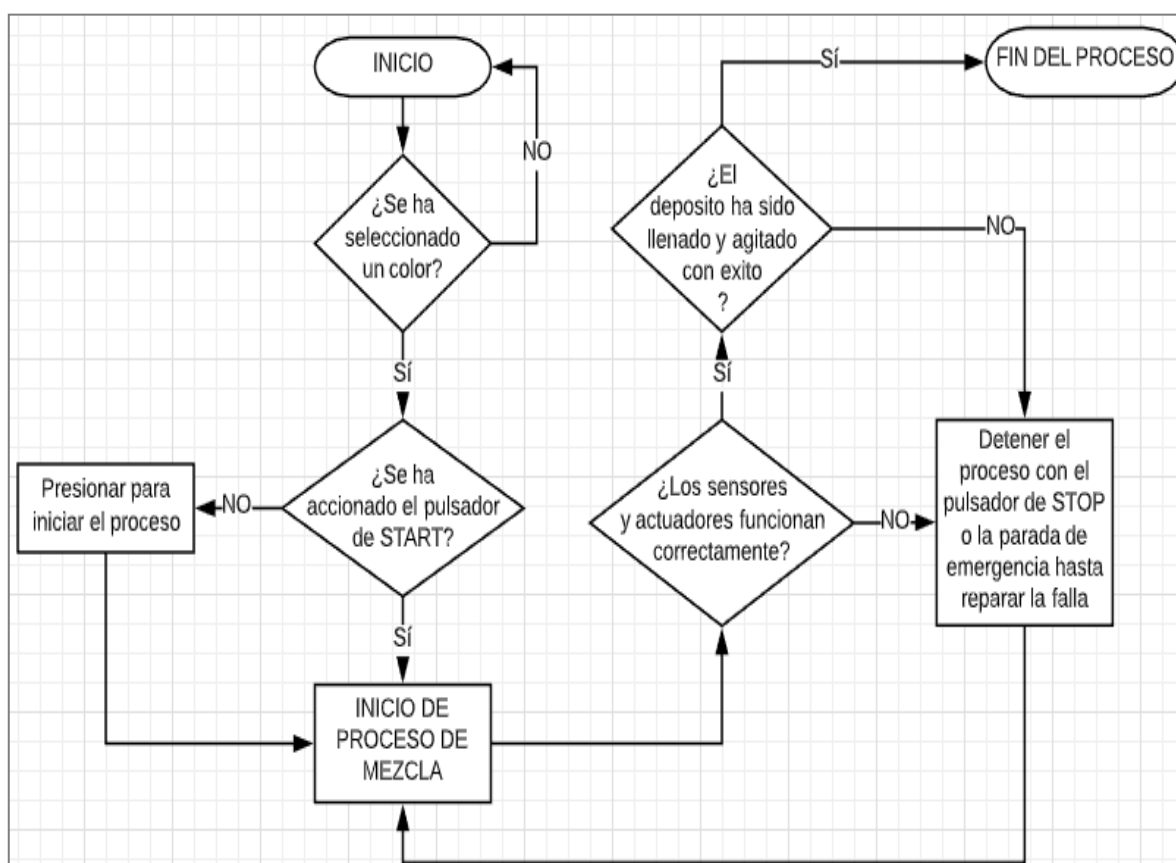 INICIO
NO
¿Se ha
seleccionado
un color?
Sí
¿Se ha
accionado el pulsador
de START?
NO
Presionar para
iniciar el proceso
Sí
INICIO DE
PROCESO DE
MEZCLA
¿Los sensores
y actuadores funcionan
correctamente?
NO
Sí
¿El
deposito ha sido
llenado y agitado
con exito
?
NO
Detener el
proceso con el
pulsador de STOP
o la parada de
emergencia hasta
reparar la falla
Sí
FIN DEL PROCESO